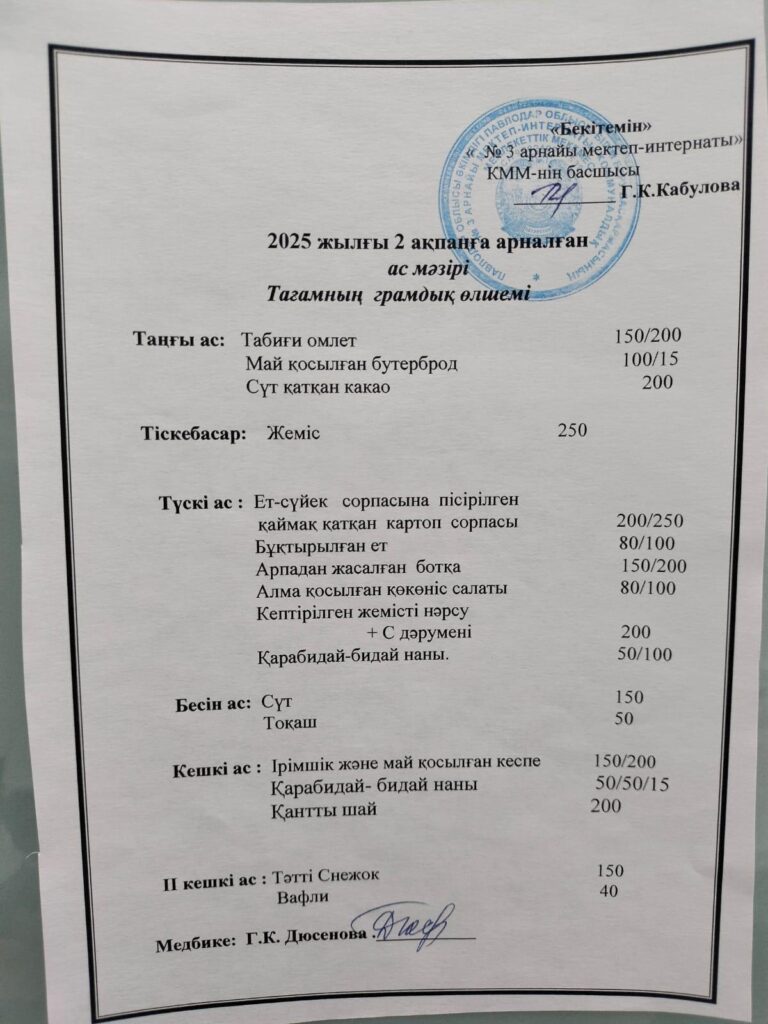 «Бекітемін»
« № 3 арнайы мектеп-интернаты»
КММ-нің басшысы
Г.К.Кабулова
2025 жылғы 2 ақпанға арналған
ас мәзірі
Тағамның грамдық өлшемі
Таңғы ас: Табиғи омлет 150/200
Май қосылған бутерброд 100/15
Сүт қатқан какао 200
Тіскебасар: Жеміс 250
Түскі ас : Ет-сүйек сорпасына пісірілген
қаймақ қатқан картоп сорпасы 200/250
Бұқтырылған ет 80/100
Арпадан жасалған ботқа 150/200
Алма қосылған қөкөніс салаты 80/100
Кептірілген жемісті нәрсу
+ С дәрумені 200
Қарабидай-бидай наны. 50/100
Бесін ас: Сүт 150
Тоқаш 50
Кешкі ас : Ірімшік және май қосылған кеспе 150/200
Қарабидай- бидай наны 50/50/15
Қантты шай 200
ІІ кешкі ас : Тәтті Снежок 150
Вафли 40
Медбике: Г.К. Дюсенова .